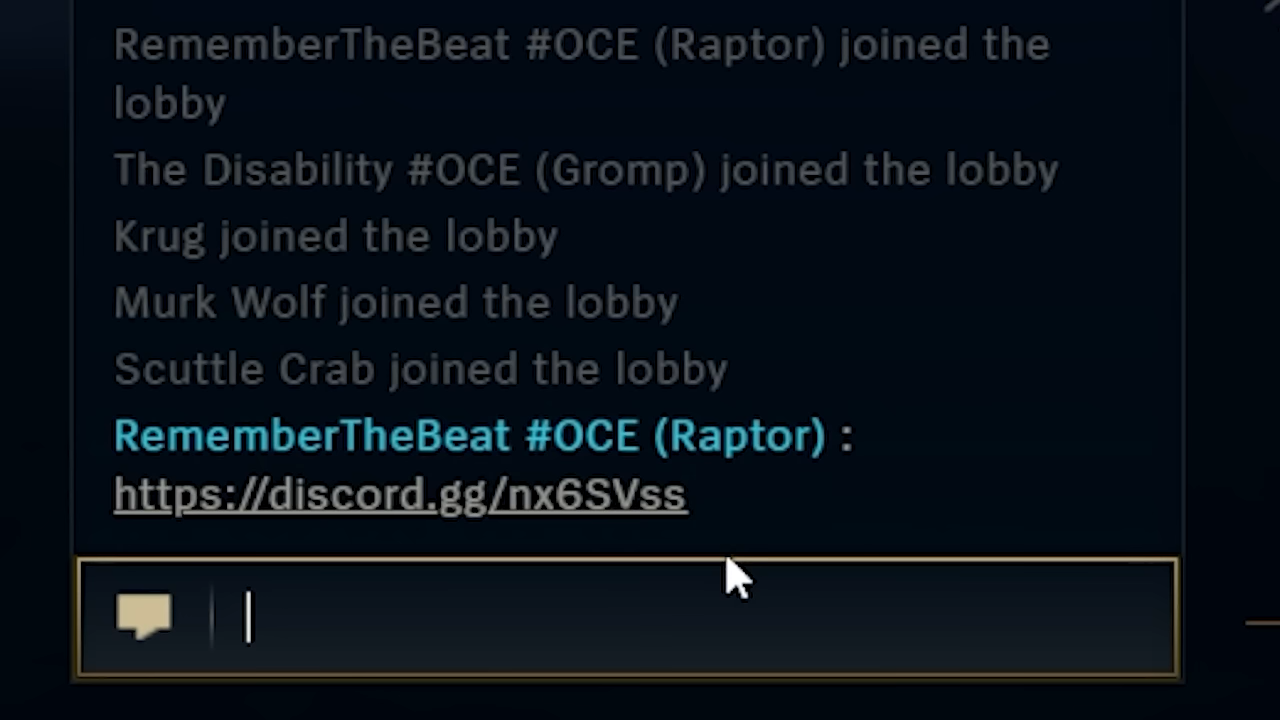 RememberTheBeat #OCE (Raptor) joined the
lobby
The Disability #OCE (Gromp) joined the lobby
Krug joined the lobby
Murk Wolf joined the lobby
Scuttle Crab joined the lobby
RememberTheBeat #OCE (Raptor) :
https://discord.gg/nx6SVss